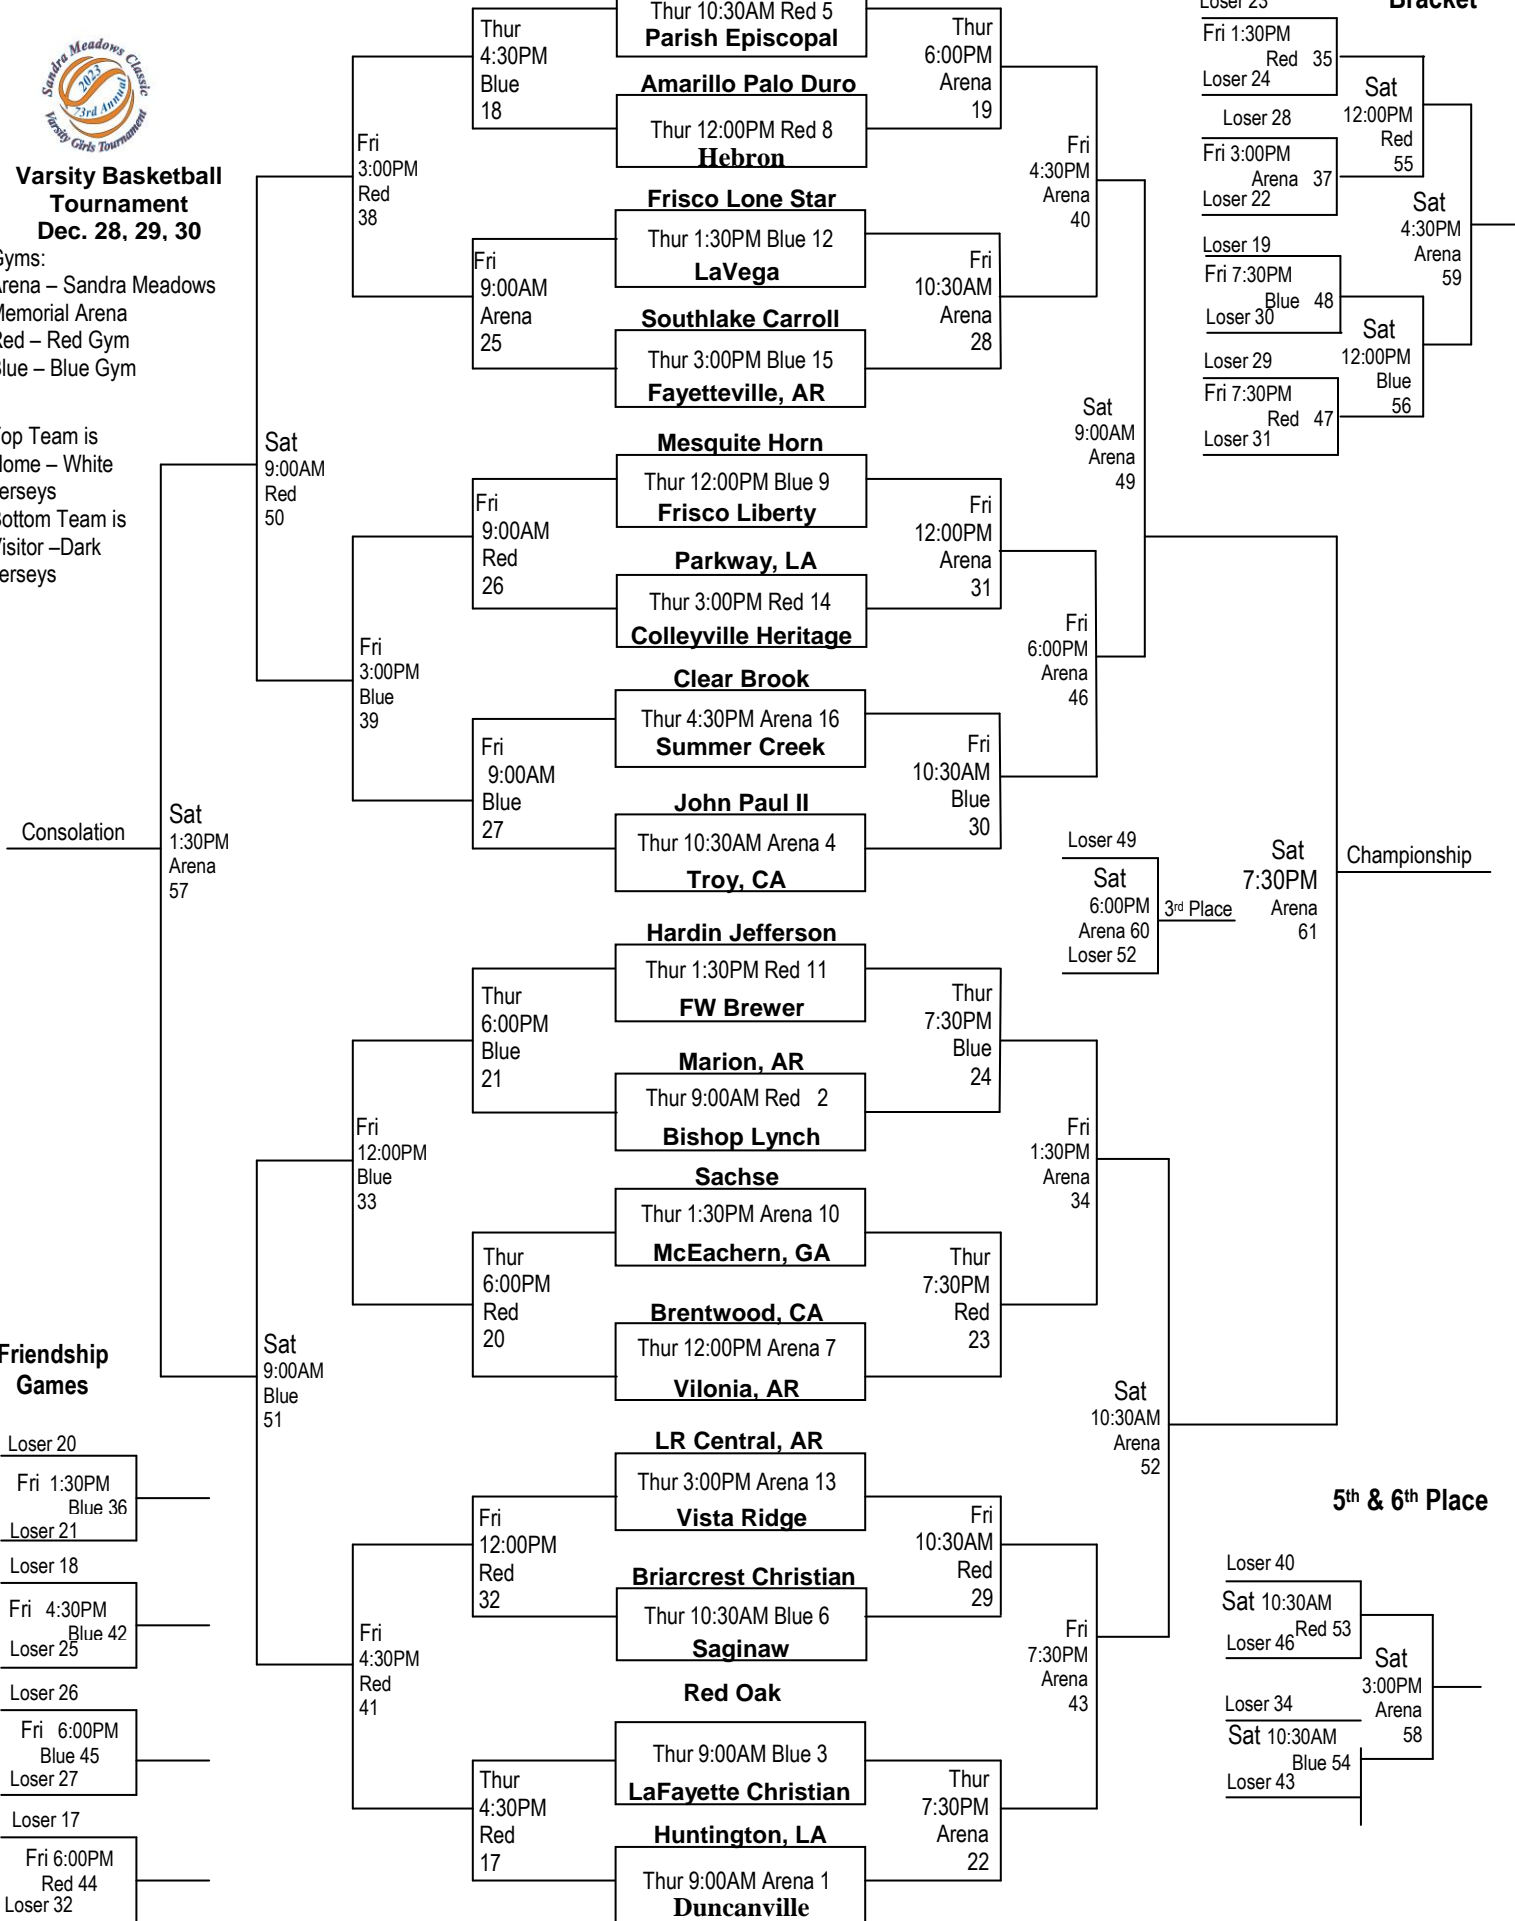 Loser 23
Bracket
Thur 10:30AM Red 5
Parish Episcopal
Thur
4:30PM
Blue
18
Thur
6:00PM
Arena
19
Sandra Meadows Classic
2023
73rd Annual
Varsity Girls Tournament
Varsity Basketball
Tournament
Dec. 28, 29, 30
Gyms:
Arena – Sandra Meadows
Memorial Arena
Red – Red Gym
Blue – Blue Gym
Top Team is
Home – White
Jerseys
Bottom Team is
Visitor –Dark
Jerseys
Amarillo Palo Duro
Thur 12:00PM Red 8
Hebron
Fri
3:00PM
Red
38
Fri
4:30PM
Arena
40
Frisco Lone Star
Thur 1:30PM Blue 12
LaVega
Fri
9:00AM
Arena
25
Fri
10:30AM
Arena
28
Southlake Carroll
Thur 3:00PM Blue 15
Fayetteville, AR
Fri 1:30PM
Red 35
Loser 24
Loser 28
Fri 3:00PM
Arena 37
Loser 22
Sat
12:00PM
Red
55
Loser 19
Fri 7:30PM
Blue 48
Loser 30
Loser 29
Fri 7:30PM
Red 47
Loser 31
Sat
12:00PM
Blue
56
Sat
4:30PM
Arena
59
Sat
9:00AM
Red
50
Sat
9:00AM
Arena
49
Mesquite Horn
Thur 12:00PM Blue 9
Frisco Liberty
Fri
9:00AM
Red
26
Fri
12:00PM
Arena
31
Parkway, LA
Thur 3:00PM Red 14
Colleyville Heritage
Fri
3:00PM
Blue
39
Fri
6:00PM
Arena
46
Clear Brook
Thur 4:30PM Arena 16
Summer Creek
Fri
9:00AM
Blue
27
Fri
10:30AM
Blue
30
John Paul II
Thur 10:30AM Arena 4
Troy, CA
Consolation
Sat
1:30PM
Arena
57
Loser 49
Sat
6:00PM
Arena 60
Loser 52
3rd Place
Sat
7:30PM
Arena
61
Championship
Hardin Jefferson
Thur 1:30PM Red 11
FW Brewer
Thur
6:00PM
Blue
21
Thur
7:30PM
Blue
24
Marion, AR
Thur 9:00AM Red 2
Bishop Lynch
Fri
12:00PM
Blue
33
Fri
1:30PM
Arena
34
Sachse
Thur 1:30PM Arena 10
McEachern, GA
Thur
6:00PM
Red
20
Thur
7:30PM
Red
23
Brentwood, CA
Thur 12:00PM Arena 7
Vilonia, AR
Sat
9:00AM
Blue
51
Sat
10:30AM
Arena
52
LR Central, AR
Thur 3:00PM Arena 13
Vista Ridge
Fri
12:00PM
Red
32
Fri
10:30AM
Red
29
Briarcrest Christian
Thur 10:30AM Blue 6
Saginaw
Fri
4:30PM
Red
41
Fri
7:30PM
Arena
43
Red Oak
Thur 9:00AM Blue 3
LaFayette Christian
Thur
4:30PM
Red
17
Thur
7:30PM
Arena
22
Huntington, LA
Thur 9:00AM Arena 1
Duncanville
Friendship
Games
Loser 20
Fri 1:30PM
Blue 36
Loser 21
Loser 18
Fri 4:30PM
Blue 42
Loser 25
Loser 26
Fri 6:00PM
Blue 45
Loser 27
Loser 17
Fri 6:00PM
Red 44
Loser 32
5th & 6th Place
Loser 40
Sat 10:30AM
Red 53
Loser 46
Loser 34
Sat 10:30AM
Blue 54
Loser 43
Sat
3:00PM
Arena
58